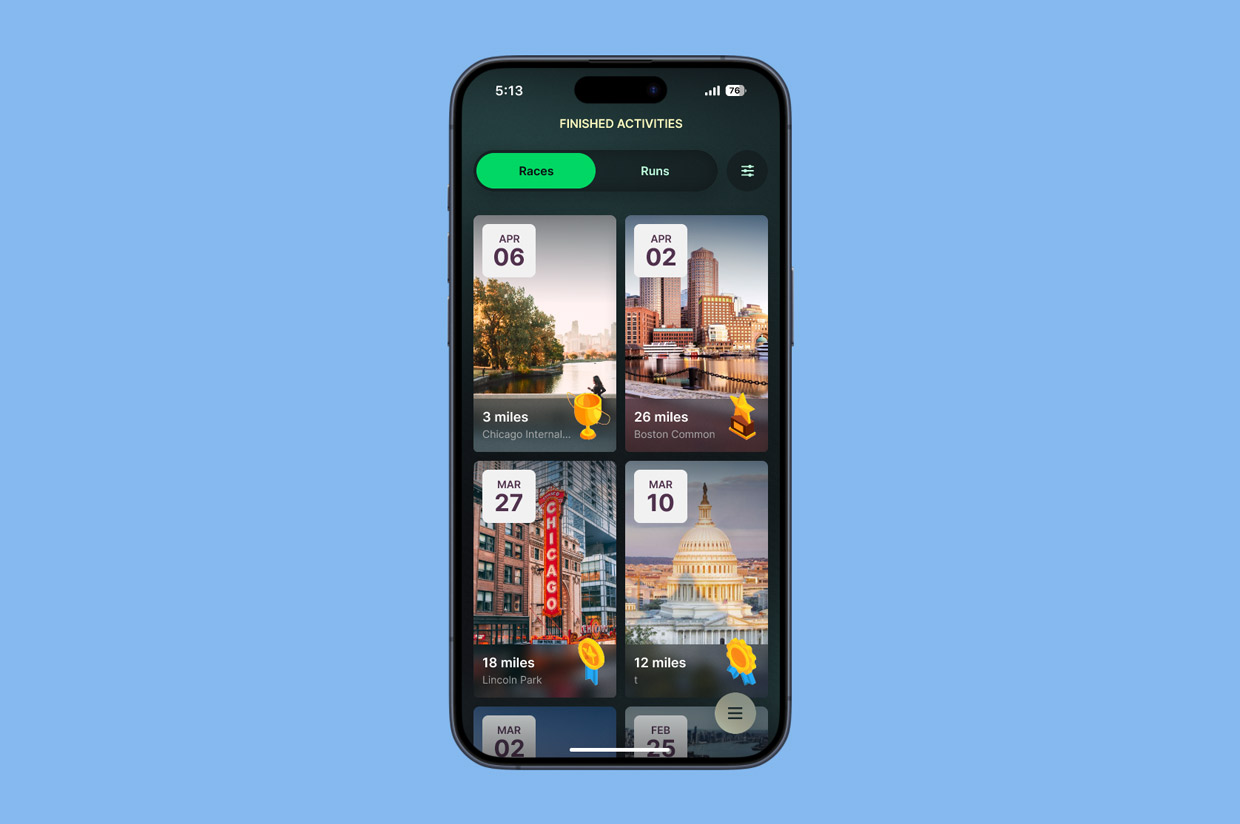 5:13
76
FINISHED ACTIVITIES
Races
Runs
APR
06
3 miles
Chicago Internal...
APR
02
26 miles
Boston Common
MAR
27
CHICAGO
18 miles
Lincoln Park
MAR
10
12 miles
t
MAR
02
FEB
25